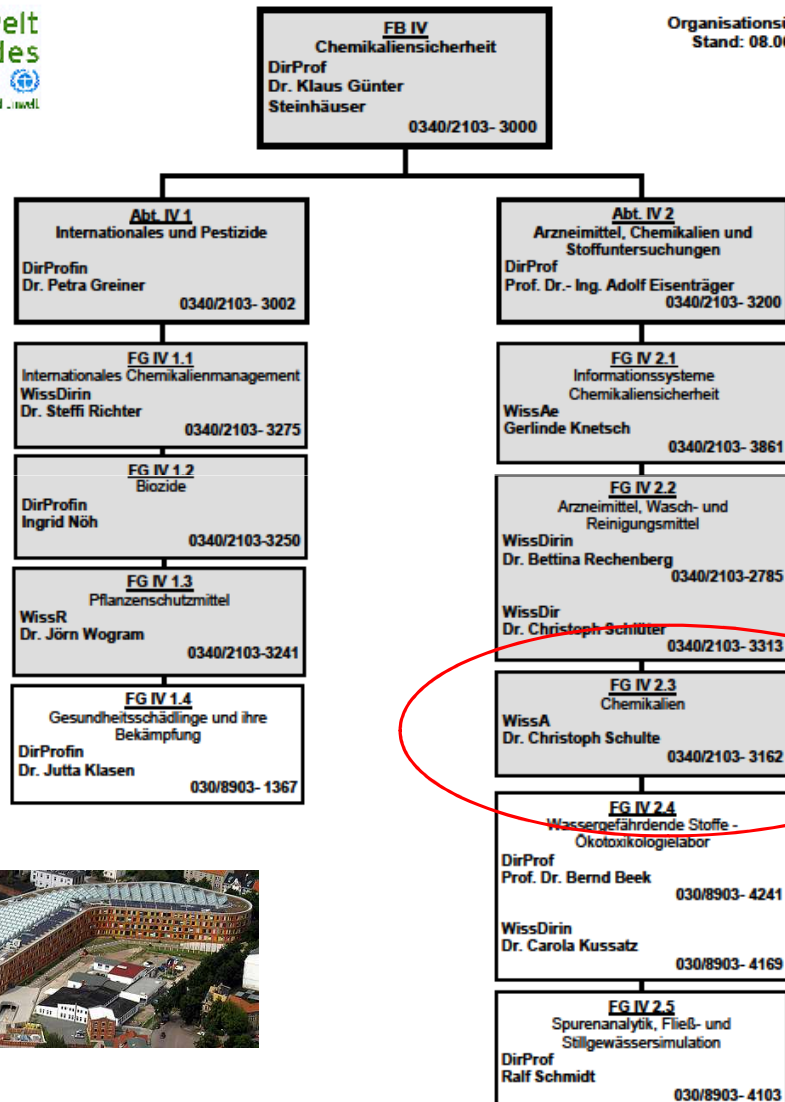 des
FB IV
Chemikaliensicherheit
DirProf
Dr. Klaus Günter
Steinhäuser
0340/2103- 3000
Stand:
Abt. IV 1
Internationales und Pestizide
DirProfin
Dr. Petra Greiner
0340/2103- 3002
FG IV 1.1
Internationales Chemikalienmanagement
WissDirin
Dr. Steffi Richter
0340/2103- 3275
FG IV 1.2
Biozide
DirProfin
Ingrid Nöh
0340/2103-3250
FG IV 1.3
Pflanzenschutzmittel
WissR
Dr. Jörn Wogram
0340/2103-3241
FG IV 1.4
Gesundheitsschädlinge und ihre
Bekämpfung
DirProfin
Dr. Jutta Klasen
030/8903- 1367
Abt. IV 2
Arzneimittel, Chemikalien und
Stoffuntersuchungen
DirProf
Prof. Dr.- Ing. Adolf Eisenträger
0340/2103- 3200
FG IV 2.1
Informationssysteme
Chemikaliensicherheit
WissAe
Gerlinde Knetsch
0340/2103- 3861
FG IV 2.2
Arzneimittel, Wasch- und
Reinigungsmittel
WissDirin
Dr. Bettina Rechenberg
0340/2103-2785
WissDir
Dr. Christoph Schlüter
0340/2103- 3313
FG IV 2.3
Chemikalien
WissA
Dr. Christoph Schulte
0340/2103- 3162
FG IV 2.4
Wassergefährdende Stoffe -
Ökotoxikologielabor
DirProf
Prof. Dr. Bernd Beek
030/8903- 4241
WissDirin
Dr. Carola Kussatz
030/8903- 4169
FG IV 2.5
Spurenanalytik, Fließ- und
Stillgewässersimulation
DirProf
Ralf Schmidt
030/8903- 4103